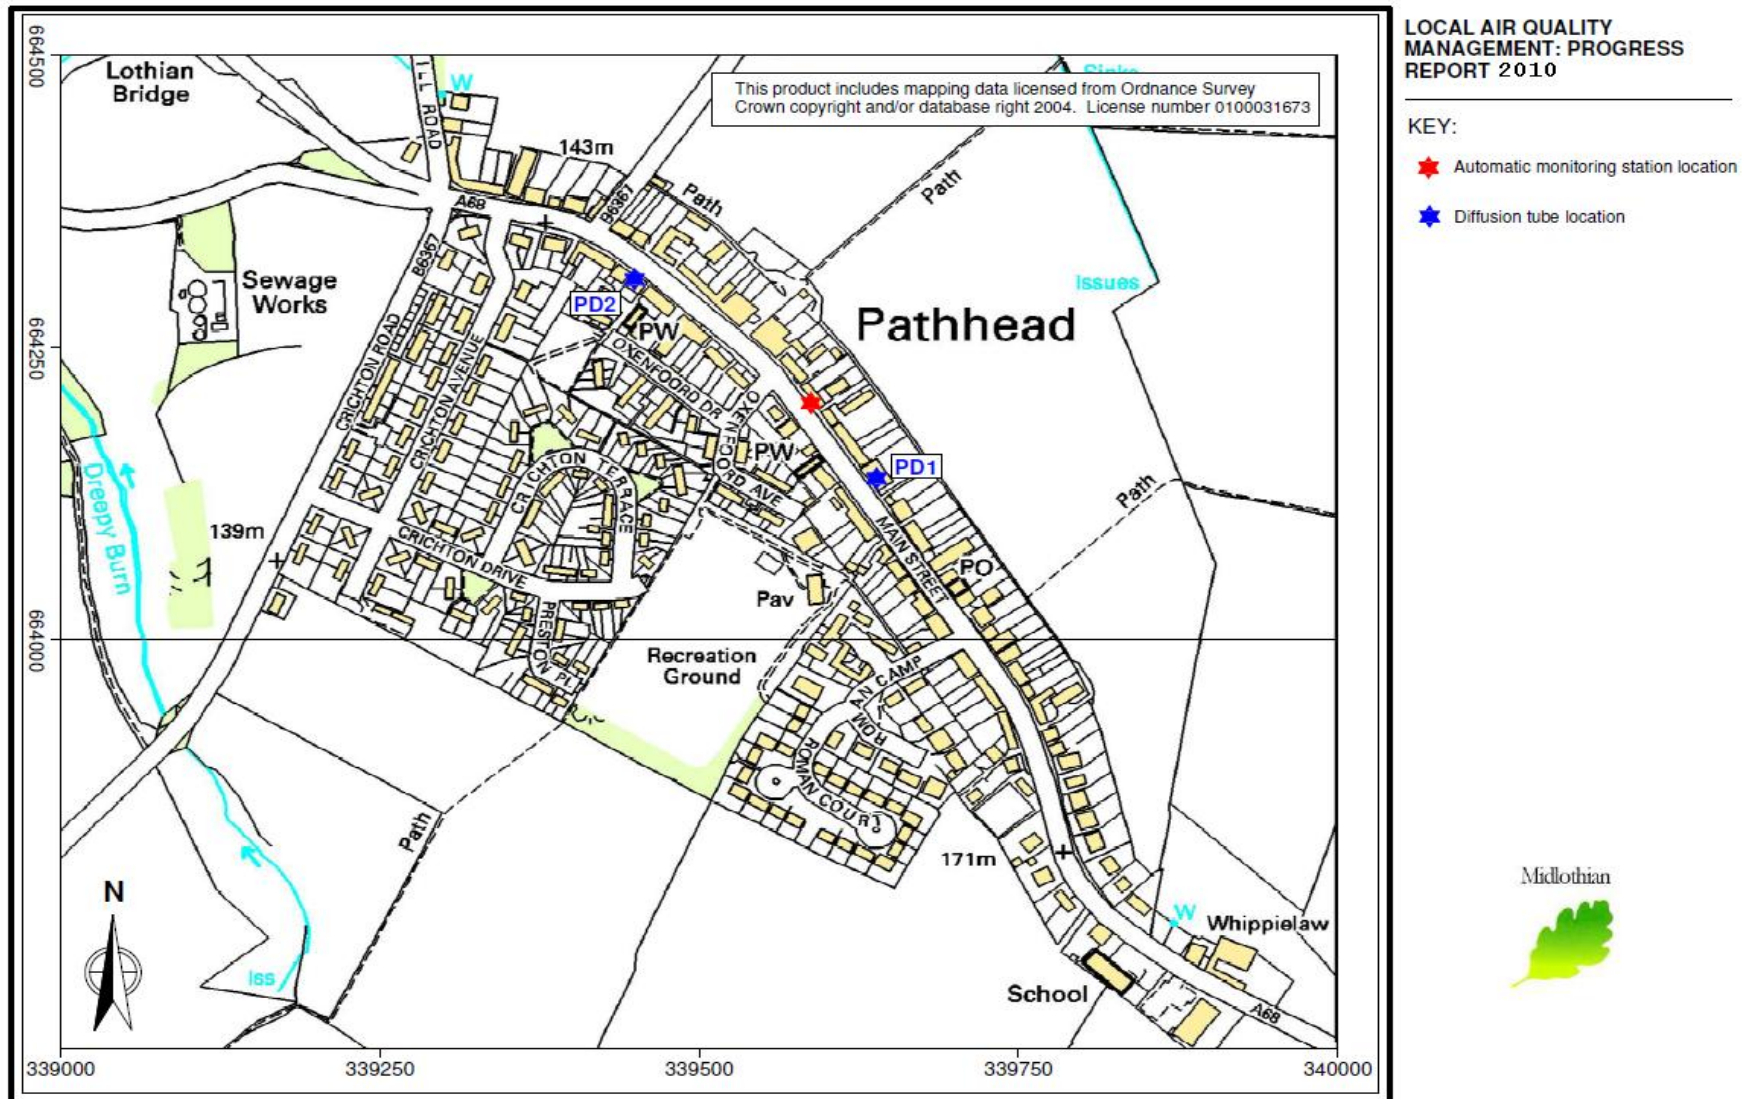 LOCAL AIR QUALITY
MANAGEMENT: PROGRESS
REPORT 2010
KEY:
Automatic monitoring station location
Diffusion tube location
Midlothian
This product includes mapping data licensed from Ordnance Survey
Crown copyright and/or database right 2004. License number 0100031673
664500
664250
664000
339000
339250
339500
339750
340000
Lothian
Bridge
ILL ROAD
W
143m
A68
B6367
Path
Path
Issues
B6367
Sewage
Works
PD2
PW
Pathhead
CRICHTON ROAD
CRICHTON AVENUE
OXENFOORD DR
OXENFOORD AVE
PW
PD1
CRICHTON TERRACE
Dreepy Burn
139m
CRICHTON DRIVE
PRESTON PL
MAIN STREET
PO
Path
Pav
Recreation
Ground
ROMAN CAMP
ROMAN COURT
Path
171m
N
Iss
W
Whippielaw
School
A68